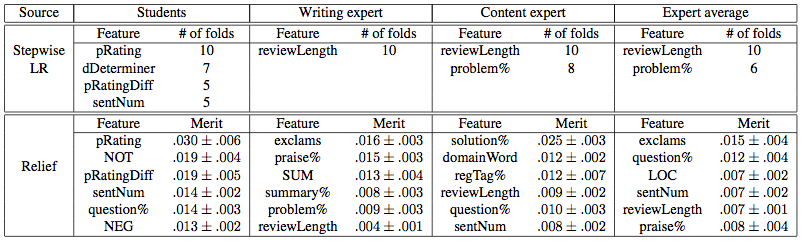 Source Students Writing expert Content expert Expert average
Feature # of folds Feature # of folds Feature # of folds Feature # of folds
Stepwise pRating 10 reviewLength 10 reviewLength 10 reviewLength 10
LR dDeterminer 7 problem% 8 problem% 6
pRatingDiff 5
sentNum 5
Feature Merit Feature Merit Feature Merit Feature Merit
pRating .030 ± .006 exclams .016 ± .003 solution% .025 ± .003 exclams .015 ± .004
NOT .019 ± .004 praise% .015 ± .003 domainWord .012 ± .002 question% .012 ± .004
Relief pRatingDiff .019 ± .005 SUM .013 ± .004 regTag% .012 ± .007 LOC .007 ± .002
sentNum .014 ± .002 summary% .008 ± .003 reviewLength .009 ± .002 sentNum .007 ± .002
question% .014 ± .003 problem% .009 ± .003 question% .010 ± .003 reviewLength .007 ± .001
NEG .013 ± .002 reviewLength .004 ± .001 sentNum .008 ± .002 praise% .008 ± .004